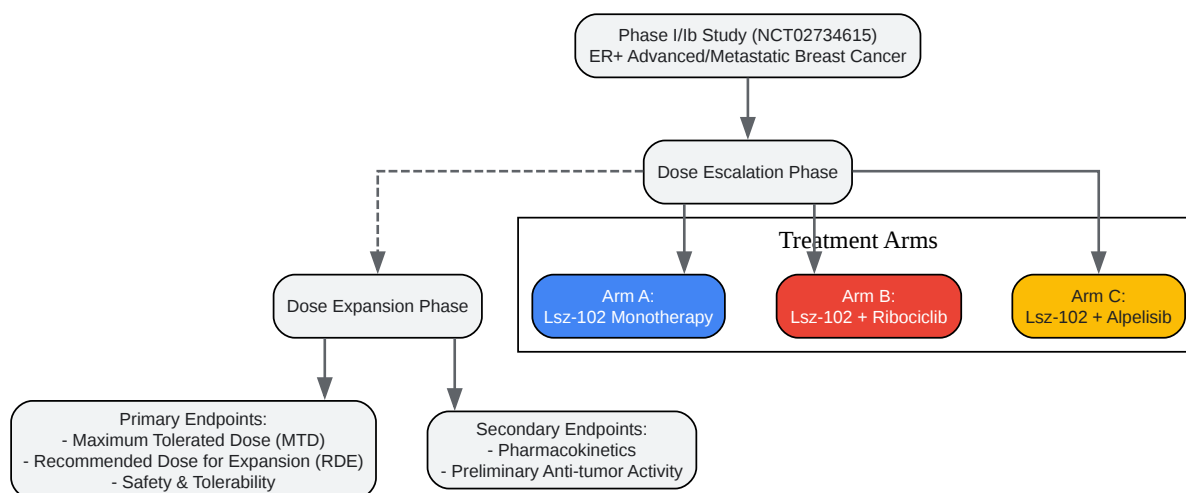 Phase I/Ib Study (NCT02734615)
ER+ Advanced/Metastatic Breast Cancer
Dose Escalation Phase
Treatment Arms
Dose Expansion Phase
Arm A:
Lsz-102 Monotherapy
Arm B:
Lsz-102 + Ribociclib
Arm C:
Lsz-102 + Alpelisib
Primary Endpoints:
- Maximum Tolerated Dose (MTD)
- Recommended Dose for Expansion (RDE)
- Safety & Tolerability
Secondary Endpoints:
- Pharmacokinetics
- Preliminary Anti-tumor Activity